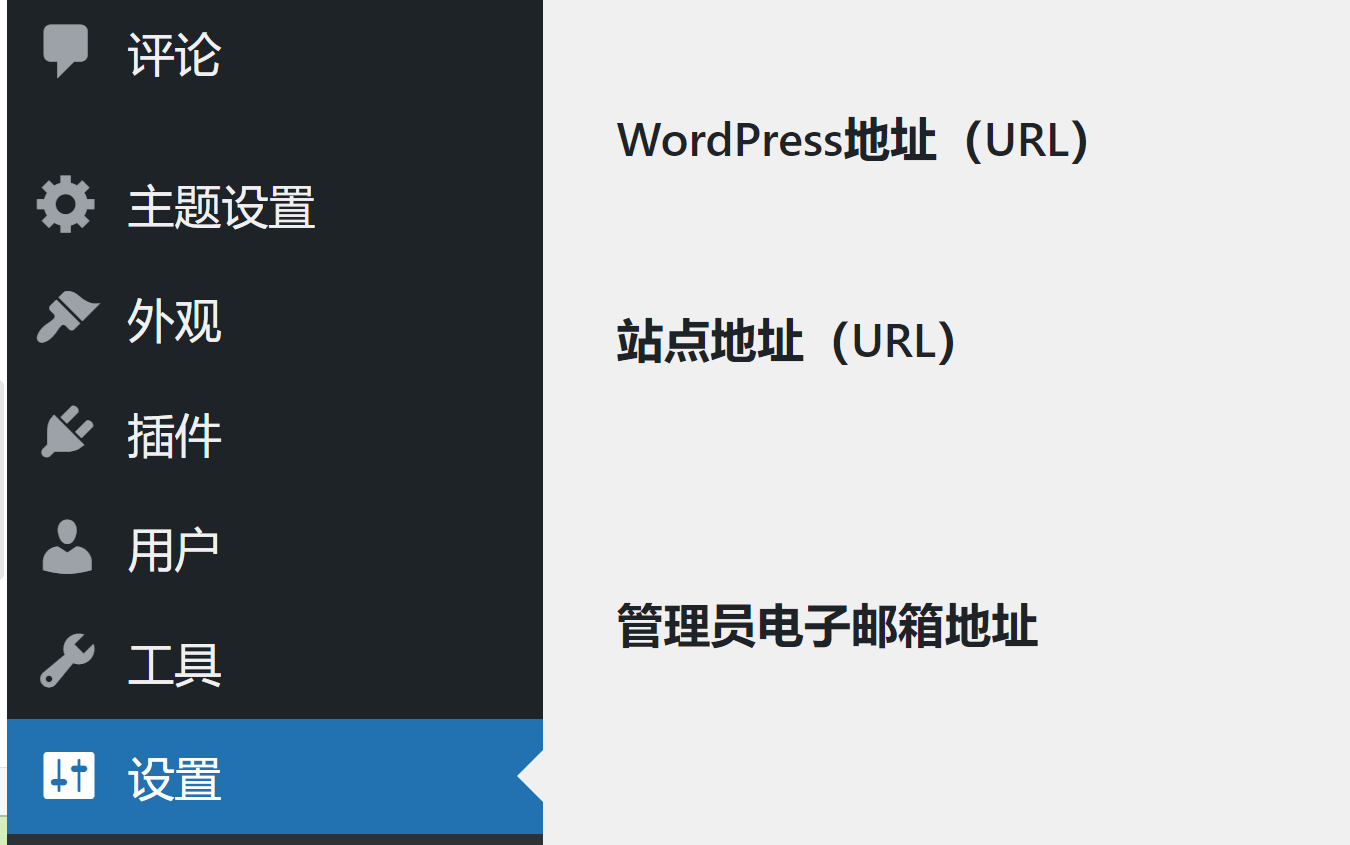 评论
主题设置
外观
插件
用户
工具
设置
WordPress地址（URL）
站点地址（URL）
管理员电子邮箱地址